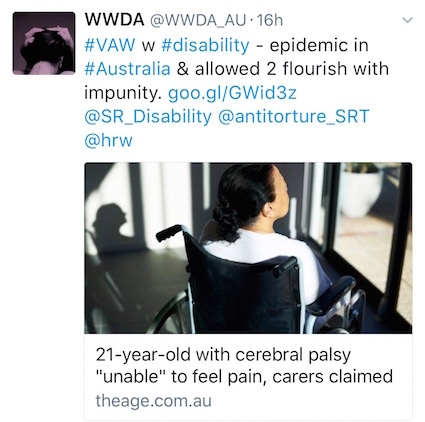 WWDA @WWDA_AU · 16h
#VAW w #disability - epidemic in
#Australia & allowed 2 flourish with
impunity. goo.gl/GWid3z
@SR_Disability @antitorture_SRT
@hrw
21-year-old with cerebral palsy
"unable" to feel pain, carers claimed
theage.com.au